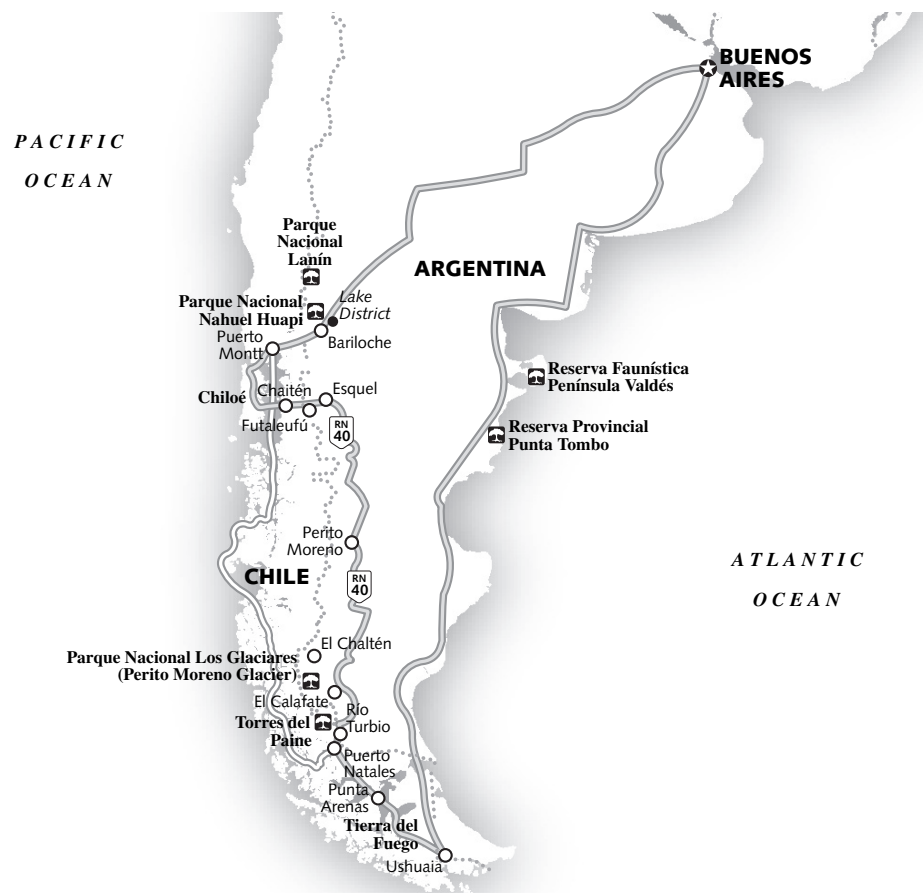 BUENOS
AIRES
PACIFIC
OCEAN
Parque
Nacional
Lanín
ARGENTINA
Parque Nacional
Nahuel Huapi
Lake
District
Puerto
Montt
Bariloche
Reserva Faunística
Península Valdés
Chiloé
Chaitén
Esquel
Futaleufú
RN
40
Reserva Provincial
Punta Tombo
Perito
Moreno
ATLANTIC
OCEAN
CHILE
RN
40
El Chaltén
Parque Nacional Los Glaciares
(Perito Moreno Glacier)
El Calafate
Río
Turbio
Torres del
Paine
Puerto
Natales
Punta
Arenas
Tierra del
Fuego
Ushuaia